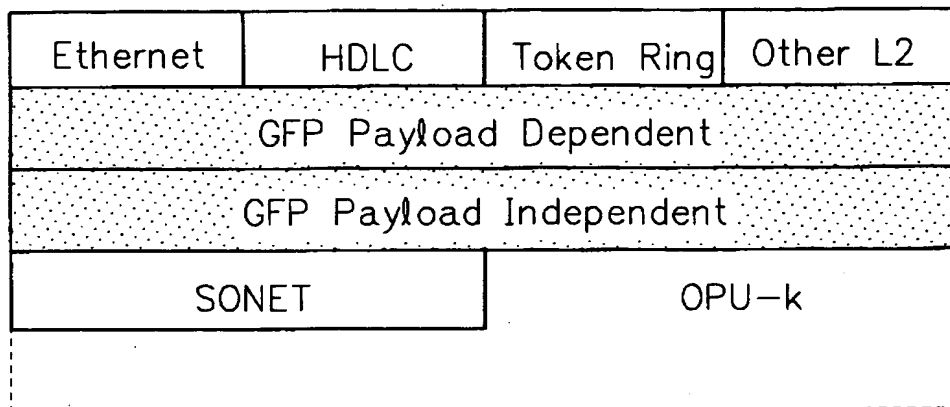 Ethernet HDLC Token Ring Other L2
GFP Payload Dependent
GFP Payload Independent
SONET OPU-k